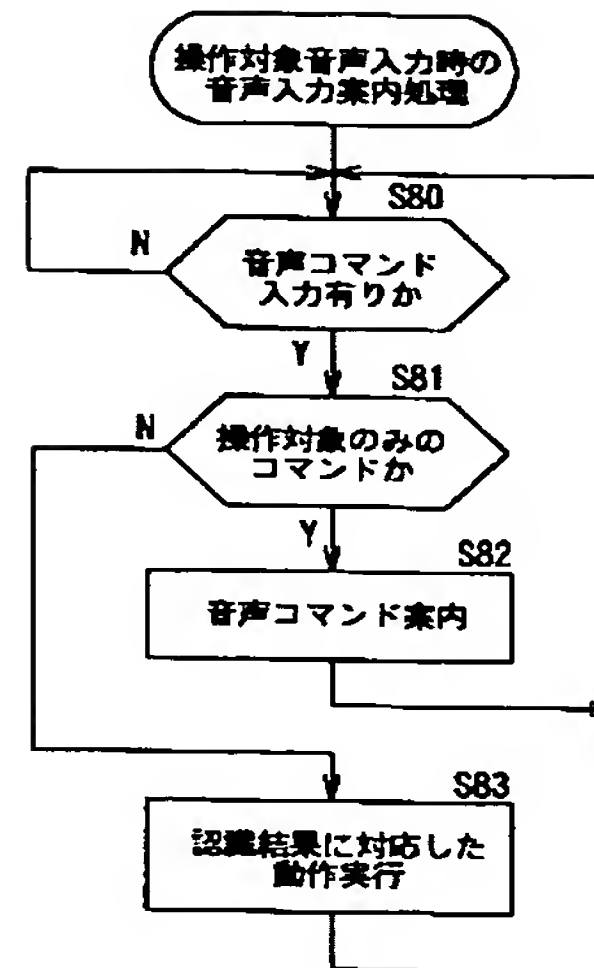 操作対象音声入力時の
音声入力案内処理
S80
N
音声コマンド
入力有りか
Y
S81
N
操作対象のみの
コマンドか
Y
S82
音声コマンド案内
S83
認識結果に対応した
動作実行